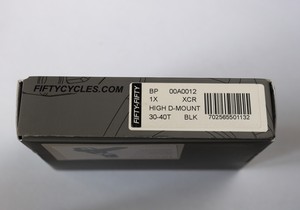 FIFTYCYCLES.COM
FIFTY-FIFTY
BP 00A0012
1X XCR
HIGH D-MOUNT
30-40T BLK
702565501132